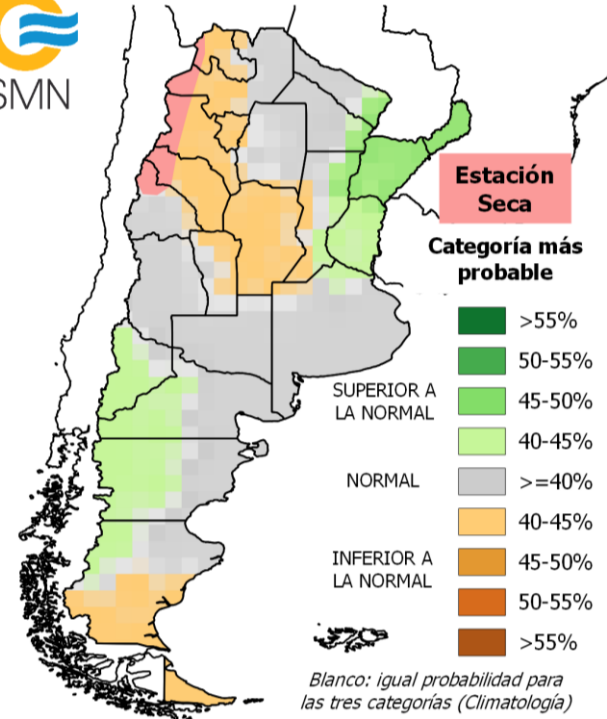 SMN
Estación
Seca
Categoría más
probable
>55%
50-55%
SUPERIOR A
LA NORMAL
45-50%
40-45%
NORMAL
>=40%
40-45%
INFERIOR A
LA NORMAL
45-50%
50-55%
>55%
Blanco: igual probabilidad para
las tres categorías (Climatología)